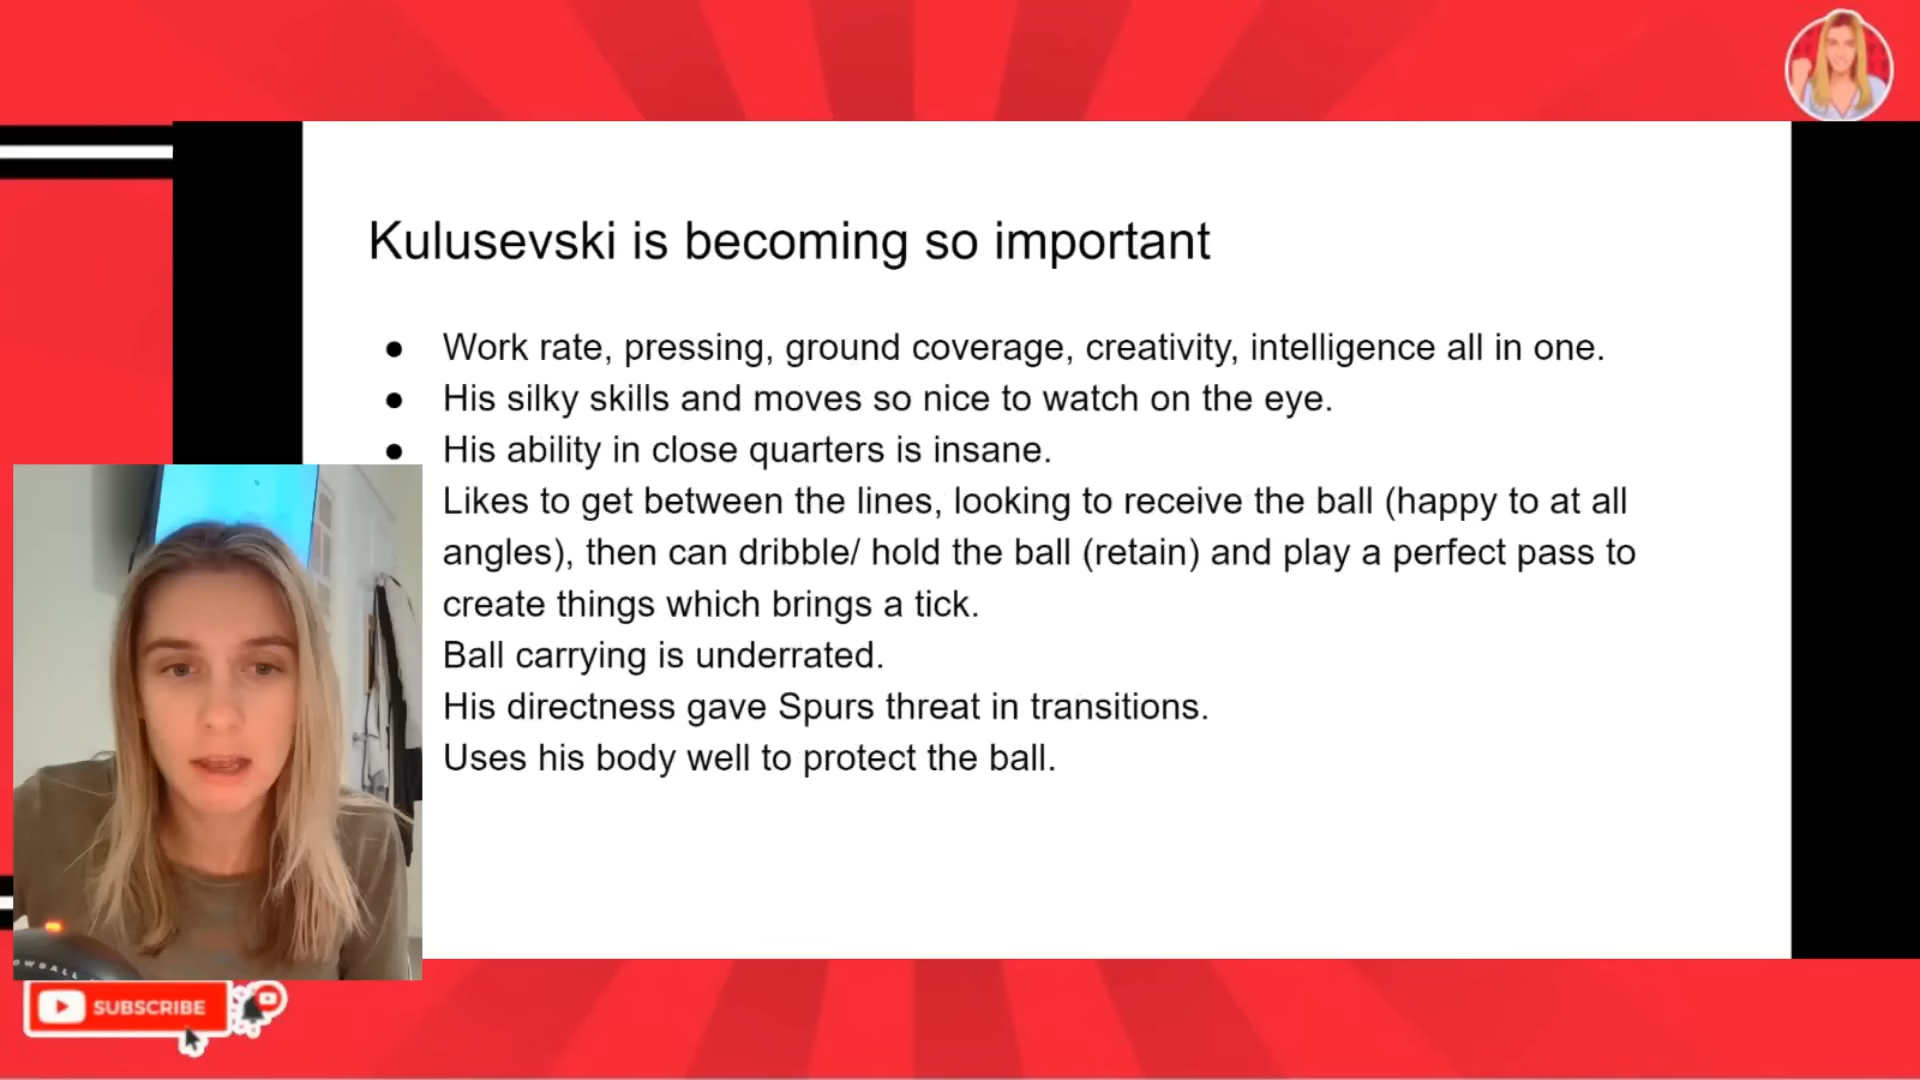 Kulusevski is becoming so important
● Work rate, pressing, ground coverage, creativity, intelligence all in one.
● His silky skills and moves so nice to watch on the eye.
● His ability in close quarters is insane.
Likes to get between the lines, looking to receive the ball (happy to at all
angles), then can dribble/ hold the ball (retain) and play a perfect pass to
create things which brings a tick.
Ball carrying is underrated.
His directness gave Spurs threat in transitions.
Uses his body well to protect the ball.
SUBSCRIBE